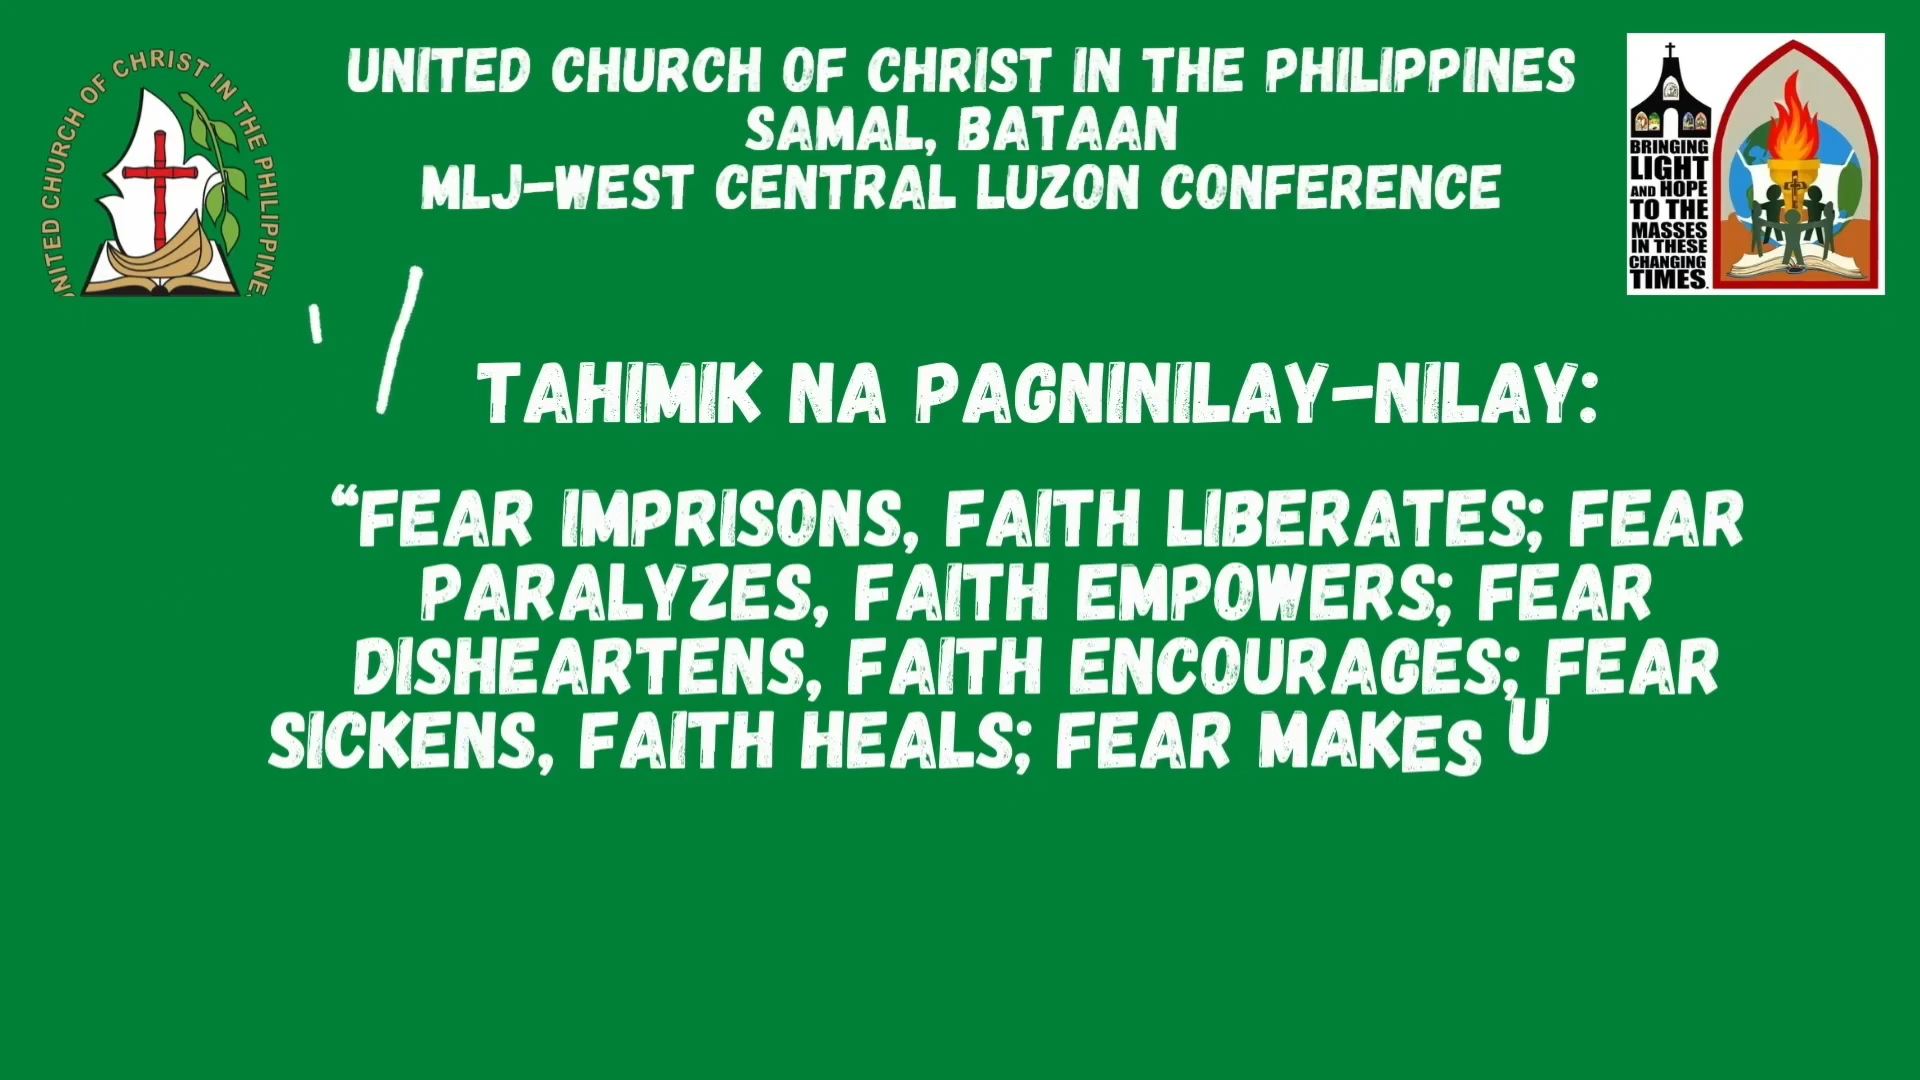 UNITED CHURCH OF CHRIST IN THE PHILIPPINES
SAMAL, BATAAN
MLJ-WEST CENTRAL LUZON CONFERENCE
UNITED CHURCH OF CHRIST IN THE PHILIPPINE
BRINGING
LIGHT
AND HOPE
TO THE
MASSES
IN THESE
CHANGING
TIMES.
TAHIMIK NA PAGNINILAY-NILAY:
“FEAR IMPRISONS, FAITH LIBERATES; FEAR
PARALYZES, FAITH EMPOWERS; FEAR
DISHEARTENS, FAITH ENCOURAGES; FEAR
SICKENS, FAITH HEALS; FEAR MAKES U